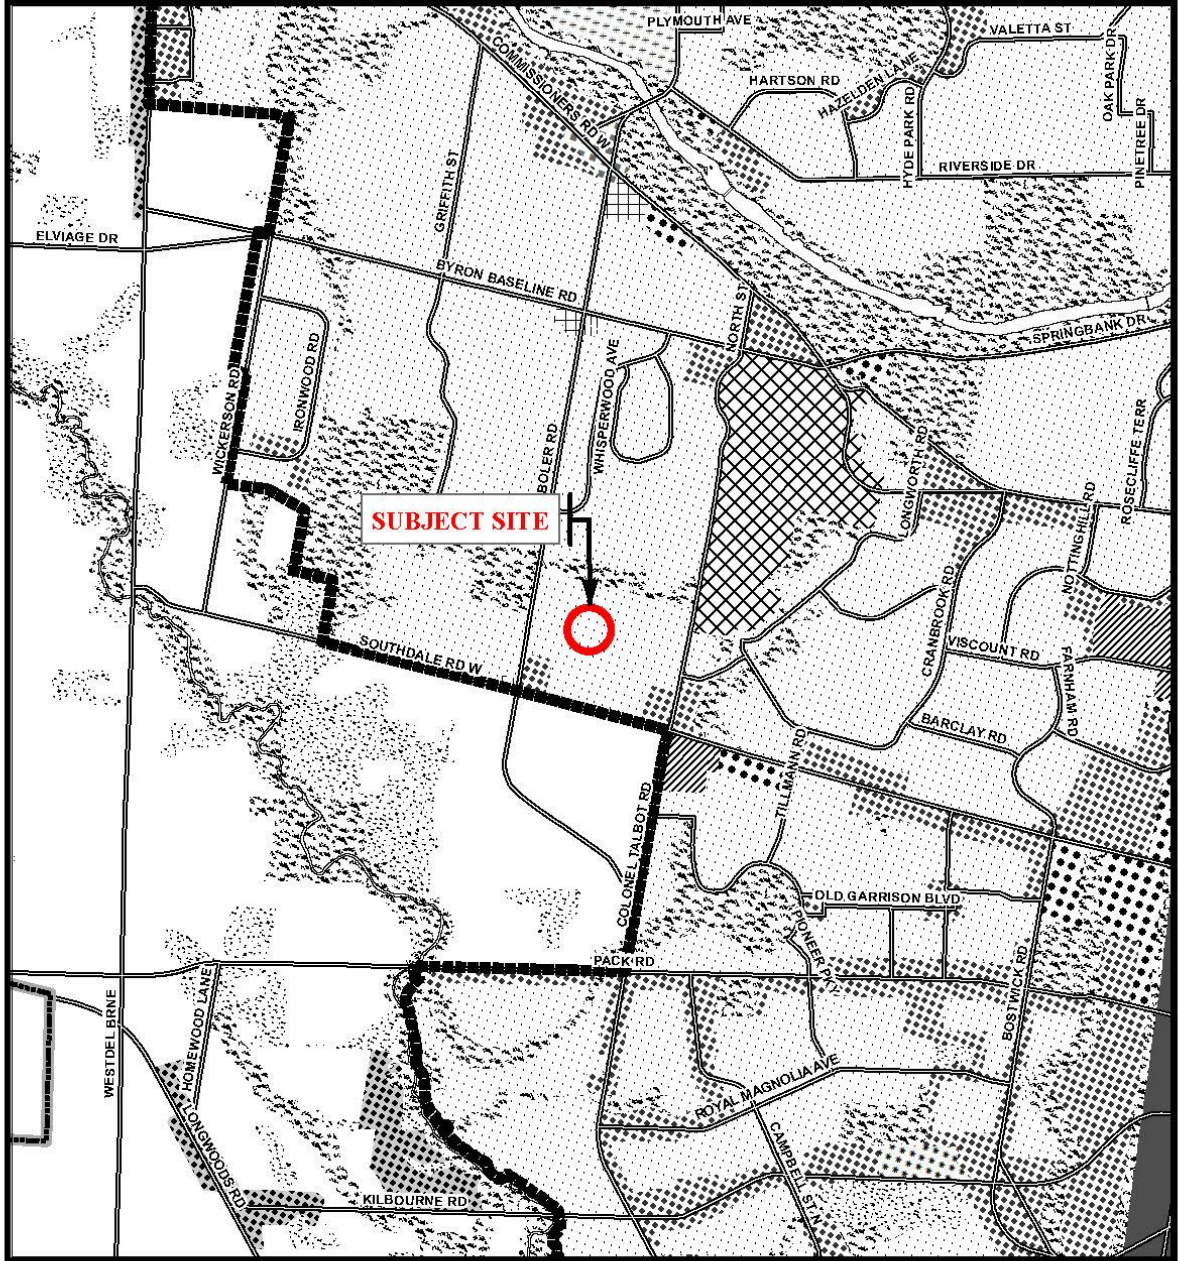 PLYMOUTH AVE
VALETTA ST
COMMISSIONERS RD W
HARTSON RD
HAZELDEN LANE
OAK PARK DR
HYDE PARK RD
PINETREE DR
RIVERSIDE DR
GRIFFITH ST
ELVIAGE DR
BYRON BASELINE RD
NORTH ST
SPRINGBANK DR
IRONWOOD RD
WHISPERWOOD AVE
WICKERSON RD
BOLER RD
LONGWORTH RD
ROSECLIFFE TERR
NOTTINGHILL RD
SUBJECT SITE
CRANBROOK RD
VISCOUNT RD
SOUTHDALE RD W
FARNHAM RD
BARCLAY RD
TILLMANN RD
COLONEL TALBOT RD
OLD GARRISON BLVD
PIONEER PKY
PACK RD
BOSTWICK RD
HOMEWOOD LANE
WESTDEL BRNE
ROYAL MAGNOLIA AVE
LONGWOODS RD
CAMPBELL ST N
KILBOURNE RD